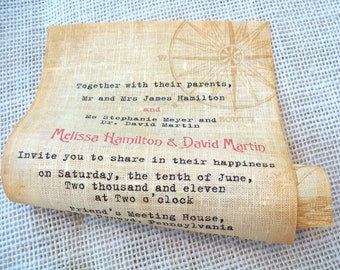 Together with their parents,
Mr and Mrs James Hamilton
and
Ms Stephanie Meyer and
Dr. David Martin
Melissa Hamilton & David Martin
Invite you to share in their happiness
on Saturday, the tenth of June,
Two thousand and eleven
at Two o'clock
Friend's Meeting House,
Pennsylvania